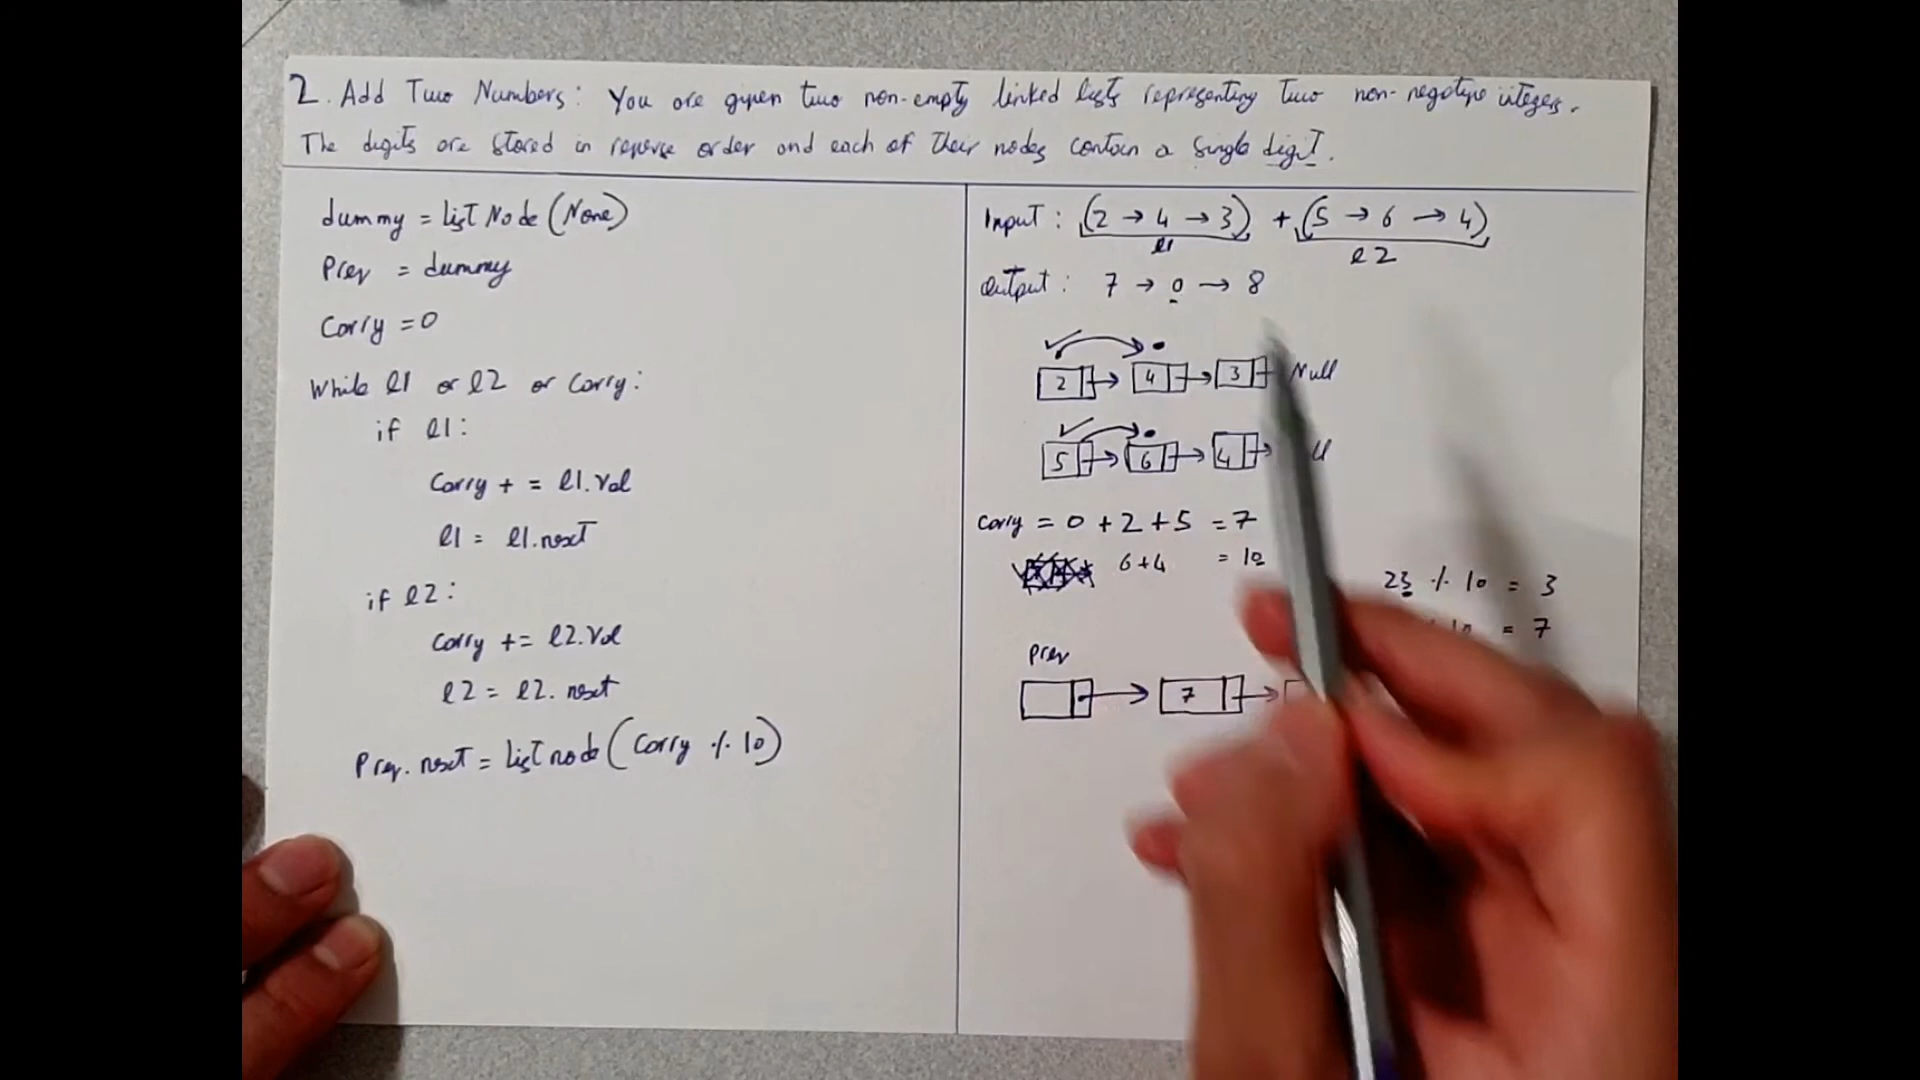 2. Add Two Numbers: You are given two non-empty linked lists representing two non-negative integers.
The digits are stored in reverse order and each of their nodes contain a single digit.
dummy = list Node (None)
Prev = dummy
Carry = 0
While l1 or l2 or Carry:
if l1:
Carry + = l1.val
l1 = l1.next
if l2:
Carry += l2.val
l2 = l2. next
Prev. next = list node (Carry % 10)
Input : (2 → 4 → 3) + (5 → 6 → 4)
l1 l2
Output : 7 → 0 → 8
2 → 4 → 3 Null
5 → 6 → 4 →
Carry = 0 + 2 + 5 = 7
6+4 = 10
23 % 10 = 3
10 = 7
Prev
7